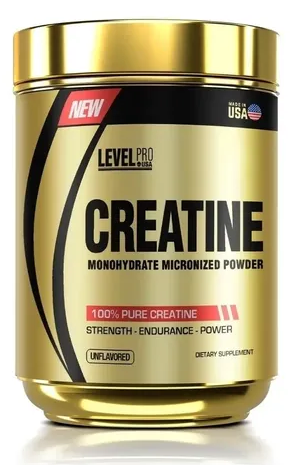 NEW
MADE IN
USA
LEVEL PRO
USA
CREATINE
MONOHYDRATE MICRONIZED POWDER
100% PURE CREATINE
STRENGTH - ENDURANCE - POWER
UNFLAVORED
DIETARY SUPPLEMENT